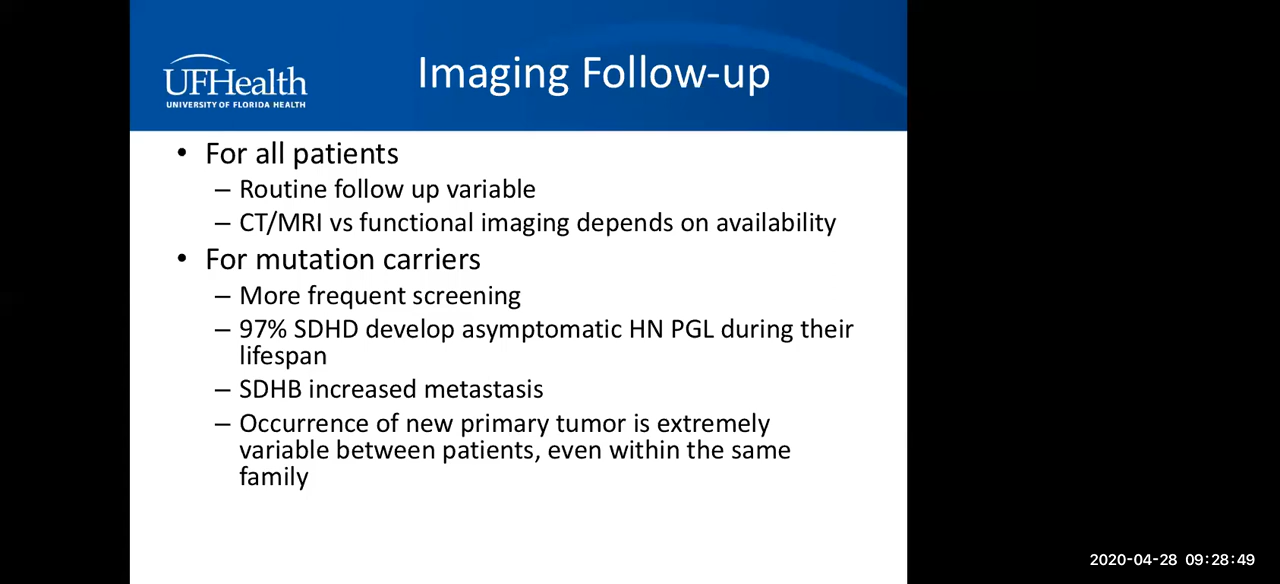 UFHealth
UNIVERSITY OF FLORIDA HEALTH
Imaging Follow-up
• For all patients
– Routine follow up variable
– CT/MRI vs functional imaging depends on availability
• For mutation carriers
– More frequent screening
– 97% SDHD develop asymptomatic HN PGL during their
lifespan
– SDHB increased metastasis
– Occurrence of new primary tumor is extremely
variable between patients, even within the same
family
2020-04-28 09:28:49